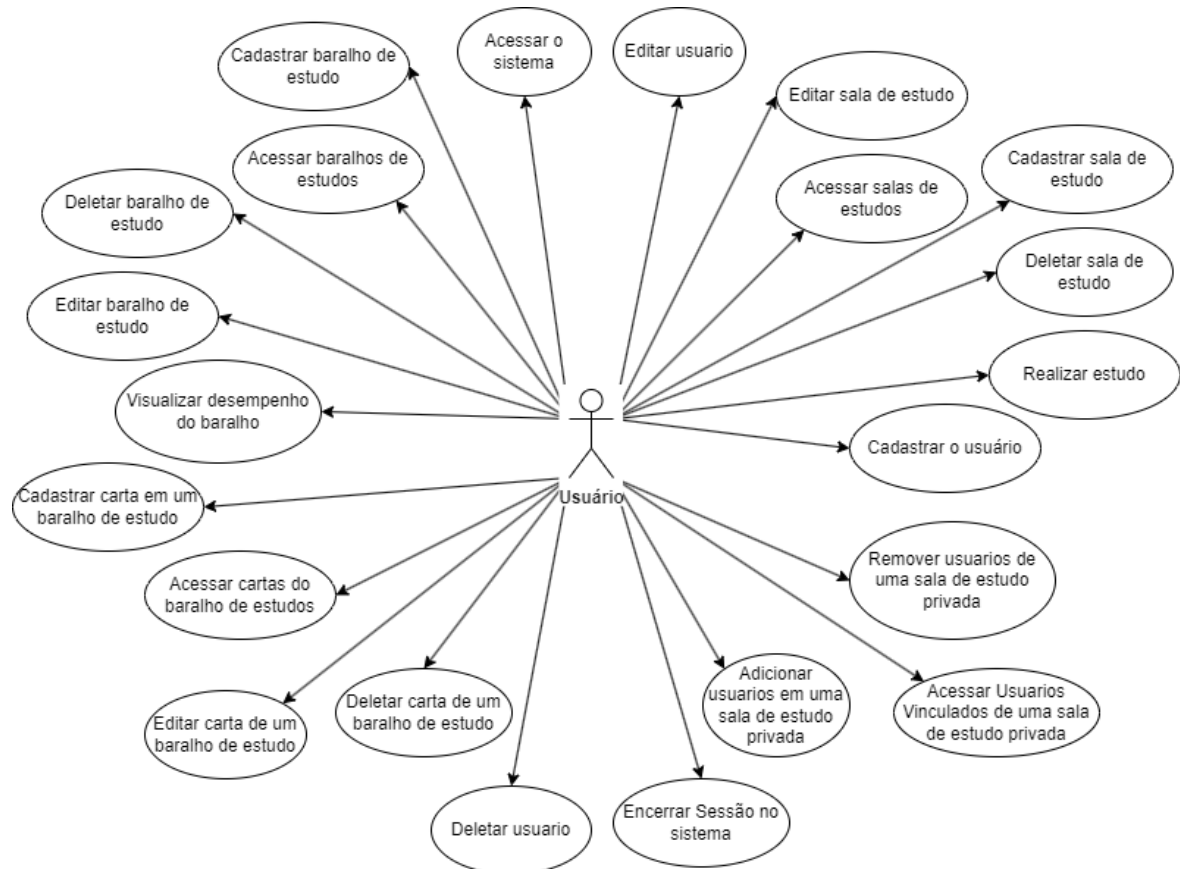 Cadastrar baralho de
estudo
Acessar o
sistema
Editar usuario
Editar sala de estudo
Acessar baralhos de
estudos
Cadastrar sala de
estudo
Acessar salas de
estudos
Deletar baralho de
estudo
Deletar sala de
estudo
Editar baralho de
estudo
Realizar estudo
Visualizar desempenho
do baralho
Cadastrar o usuário
Usuário
Cadastrar carta em um
baralho de estudo
Remover usuarios de
uma sala de estudo
privada
Acessar cartas do
baralho de estudos
Adicionar
usuarios em uma
sala de estudo
privada
Acessar Usuarios
Vinculados de uma sala
de estudo privada
Deletar carta de um
baralho de estudo
Editar carta de um
baralho de estudo
Deletar usuario
Encerrar Sessão no
sistema